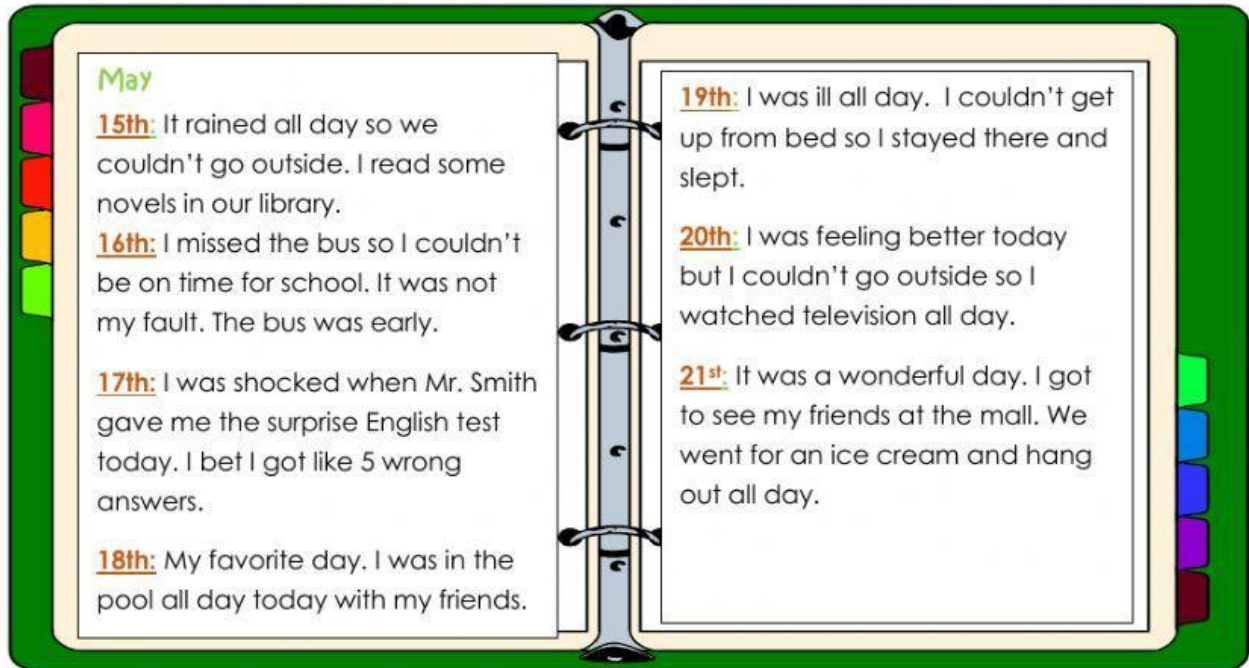 May
15th: It rained all day so we
couldn't go outside. I read some
novels in our library.
16th: I missed the bus so I couldn't
be on time for school. It was not
my fault. The bus was early.
17th: I was shocked when Mr. Smith
gave me the surprise English test
today. I bet I got like 5 wrong
answers.
18th: My favorite day. I was in the
pool all day today with my friends.
19th: I was ill all day.  I couldn't get
up from bed so I stayed there and
slept.
20th: I was feeling better today
but I couldn't go outside so I
watched television all day.
21st: It was a wonderful day. I got
to see my friends at the mall. We
went for an ice cream and hang
out all day.